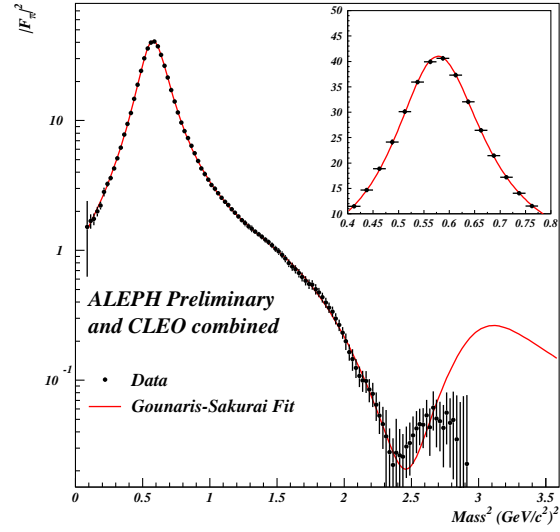 |Fπ|²
10
1
10⁻¹
50
45
40
35
30
25
20
15
10
0.4 0.45 0.5 0.55 0.6 0.65 0.7 0.75 0.8
ALEPH Preliminary
and CLEO combined
Data
Gounaris-Sakurai Fit
0 0.5 1 1.5 2 2.5 3 3.5
Mass² (GeV/c²)²